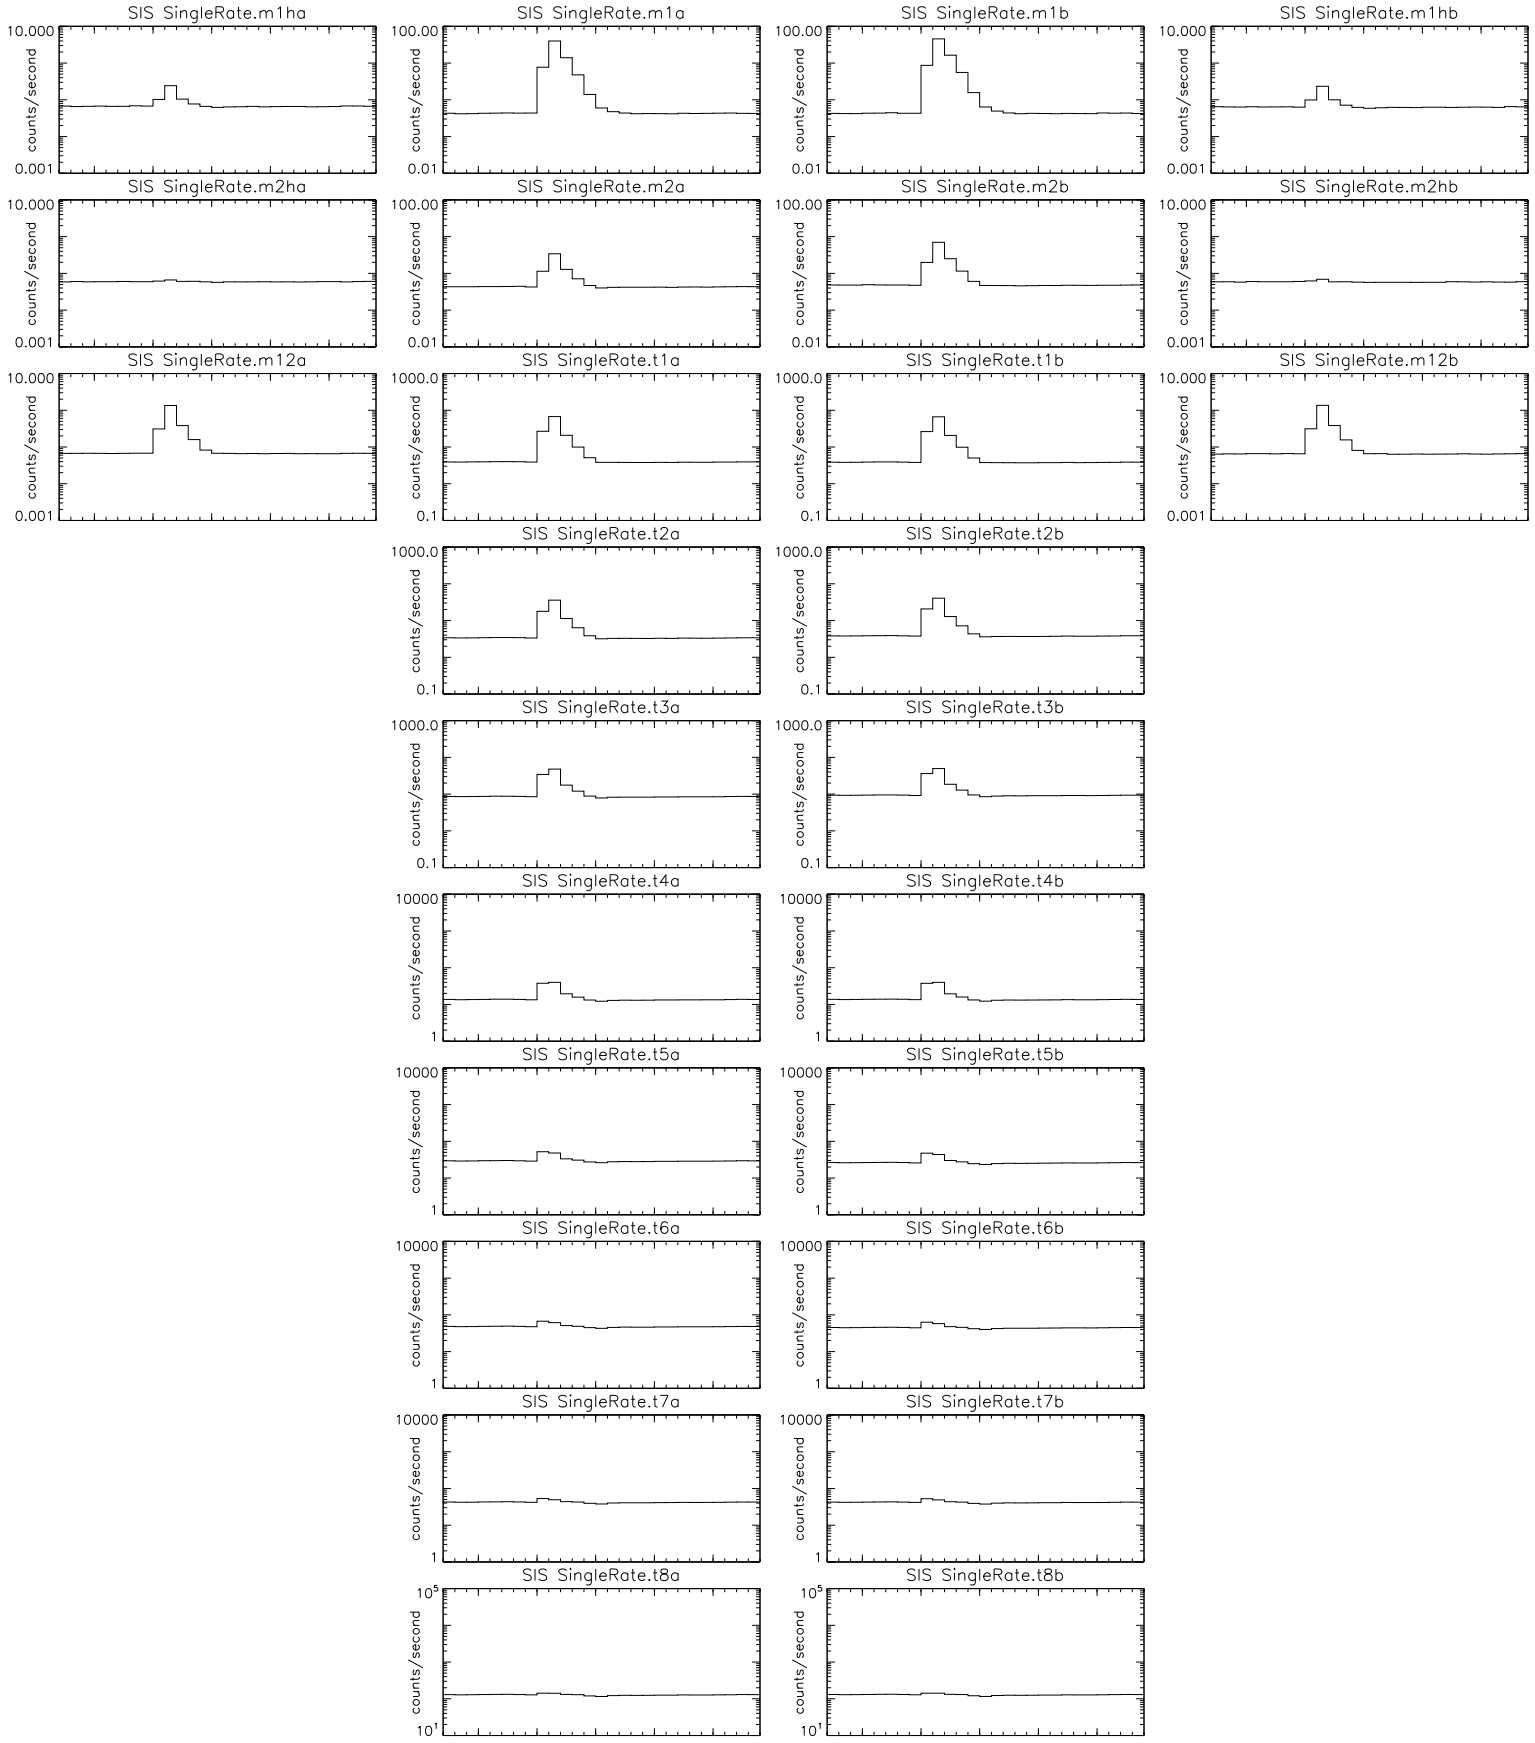 SIS SingleRate.m1ha
10.000
counts/second
0.001
SIS SingleRate.m1a
100.00
counts/second
0.01
SIS SingleRate.m1b
100.00
counts/second
0.01
SIS SingleRate.m1hb
10.000
counts/second
0.001
SIS SingleRate.m2ha
10.000
counts/second
0.001
SIS SingleRate.m2a
100.00
counts/second
0.01
SIS SingleRate.m2b
100.00
counts/second
0.01
SIS SingleRate.m2hb
10.000
counts/second
0.001
SIS SingleRate.m12a
10.000
counts/second
0.001
SIS SingleRate.t1a
1000.0
counts/second
0.1
SIS SingleRate.t1b
1000.0
counts/second
0.1
SIS SingleRate.m12b
10.000
counts/second
0.001
SIS SingleRate.t2a
1000.0
counts/second
0.1
SIS SingleRate.t2b
1000.0
counts/second
0.1
SIS SingleRate.t3a
1000.0
counts/second
0.1
SIS SingleRate.t3b
1000.0
counts/second
0.1
SIS SingleRate.t4a
10000
counts/second
1
SIS SingleRate.t4b
10000
counts/second
1
SIS SingleRate.t5a
10000
counts/second
1
SIS SingleRate.t5b
10000
counts/second
1
SIS SingleRate.t6a
10000
counts/second
1
SIS SingleRate.t6b
10000
counts/second
1
SIS SingleRate.t7a
10000
counts/second
1
SIS SingleRate.t7b
10000
counts/second
1
SIS SingleRate.t8a
10⁵
counts/second
10¹
SIS SingleRate.t8b
10⁵
counts/second
10¹